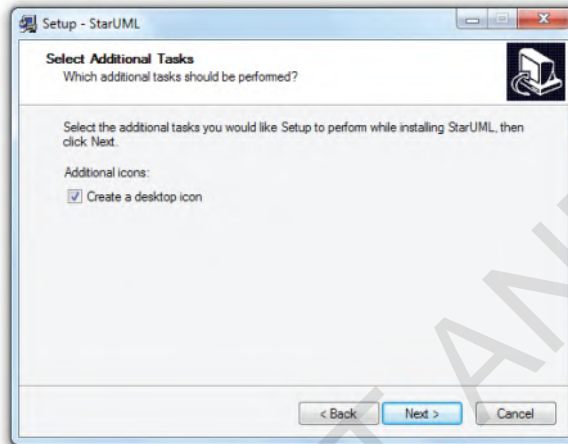 Setup - StarUML
Select Additional Tasks
Which additional tasks should be performed?
Select the additional tasks you would like Setup to perform while installing StarUML, then
click Next.
Additional icons:
Create a desktop icon
< Back
Next >
Cancel